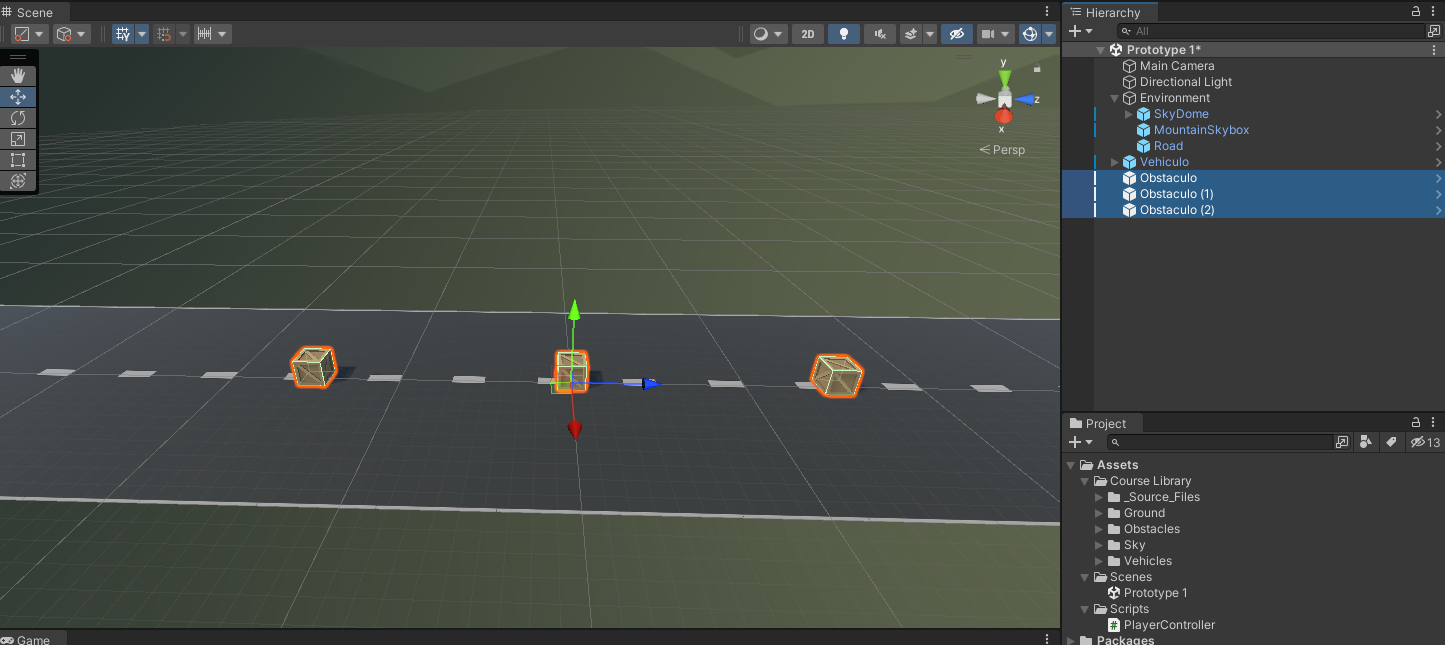 Scene
2D
y
z
x
Persp
Game
Hierarchy
All
Prototype 1*
Main Camera
Directional Light
Environment
SkyDome
MountainSkybox
Road
Vehiculo
Obstaculo
Obstaculo (1)
Obstaculo (2)
Project
13
Assets
Course Library
_Source_Files
Ground
Obstacles
Sky
Vehicles
Scenes
Prototype 1
Scripts
# PlayerController
Packages